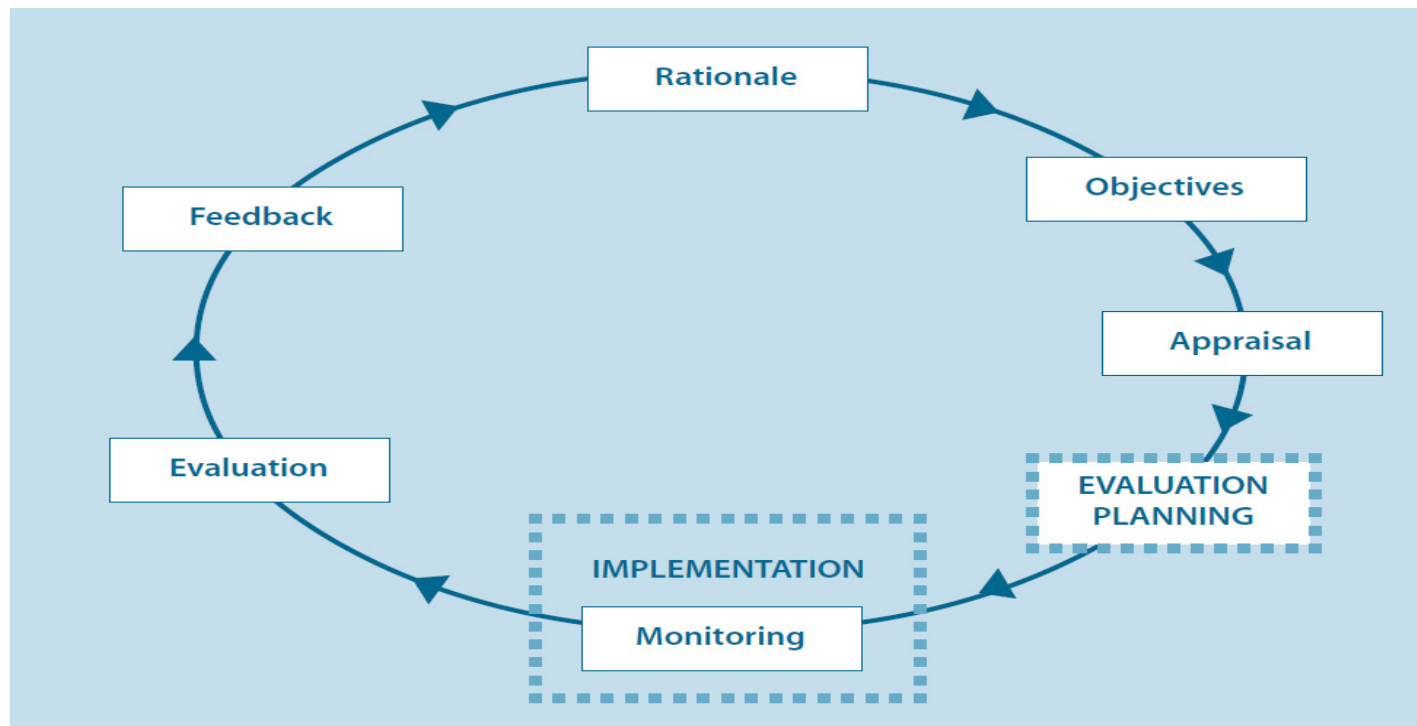 Rationale
Objectives
Appraisal
EVALUATION
PLANNING
IMPLEMENTATION
Monitoring
Evaluation
Feedback